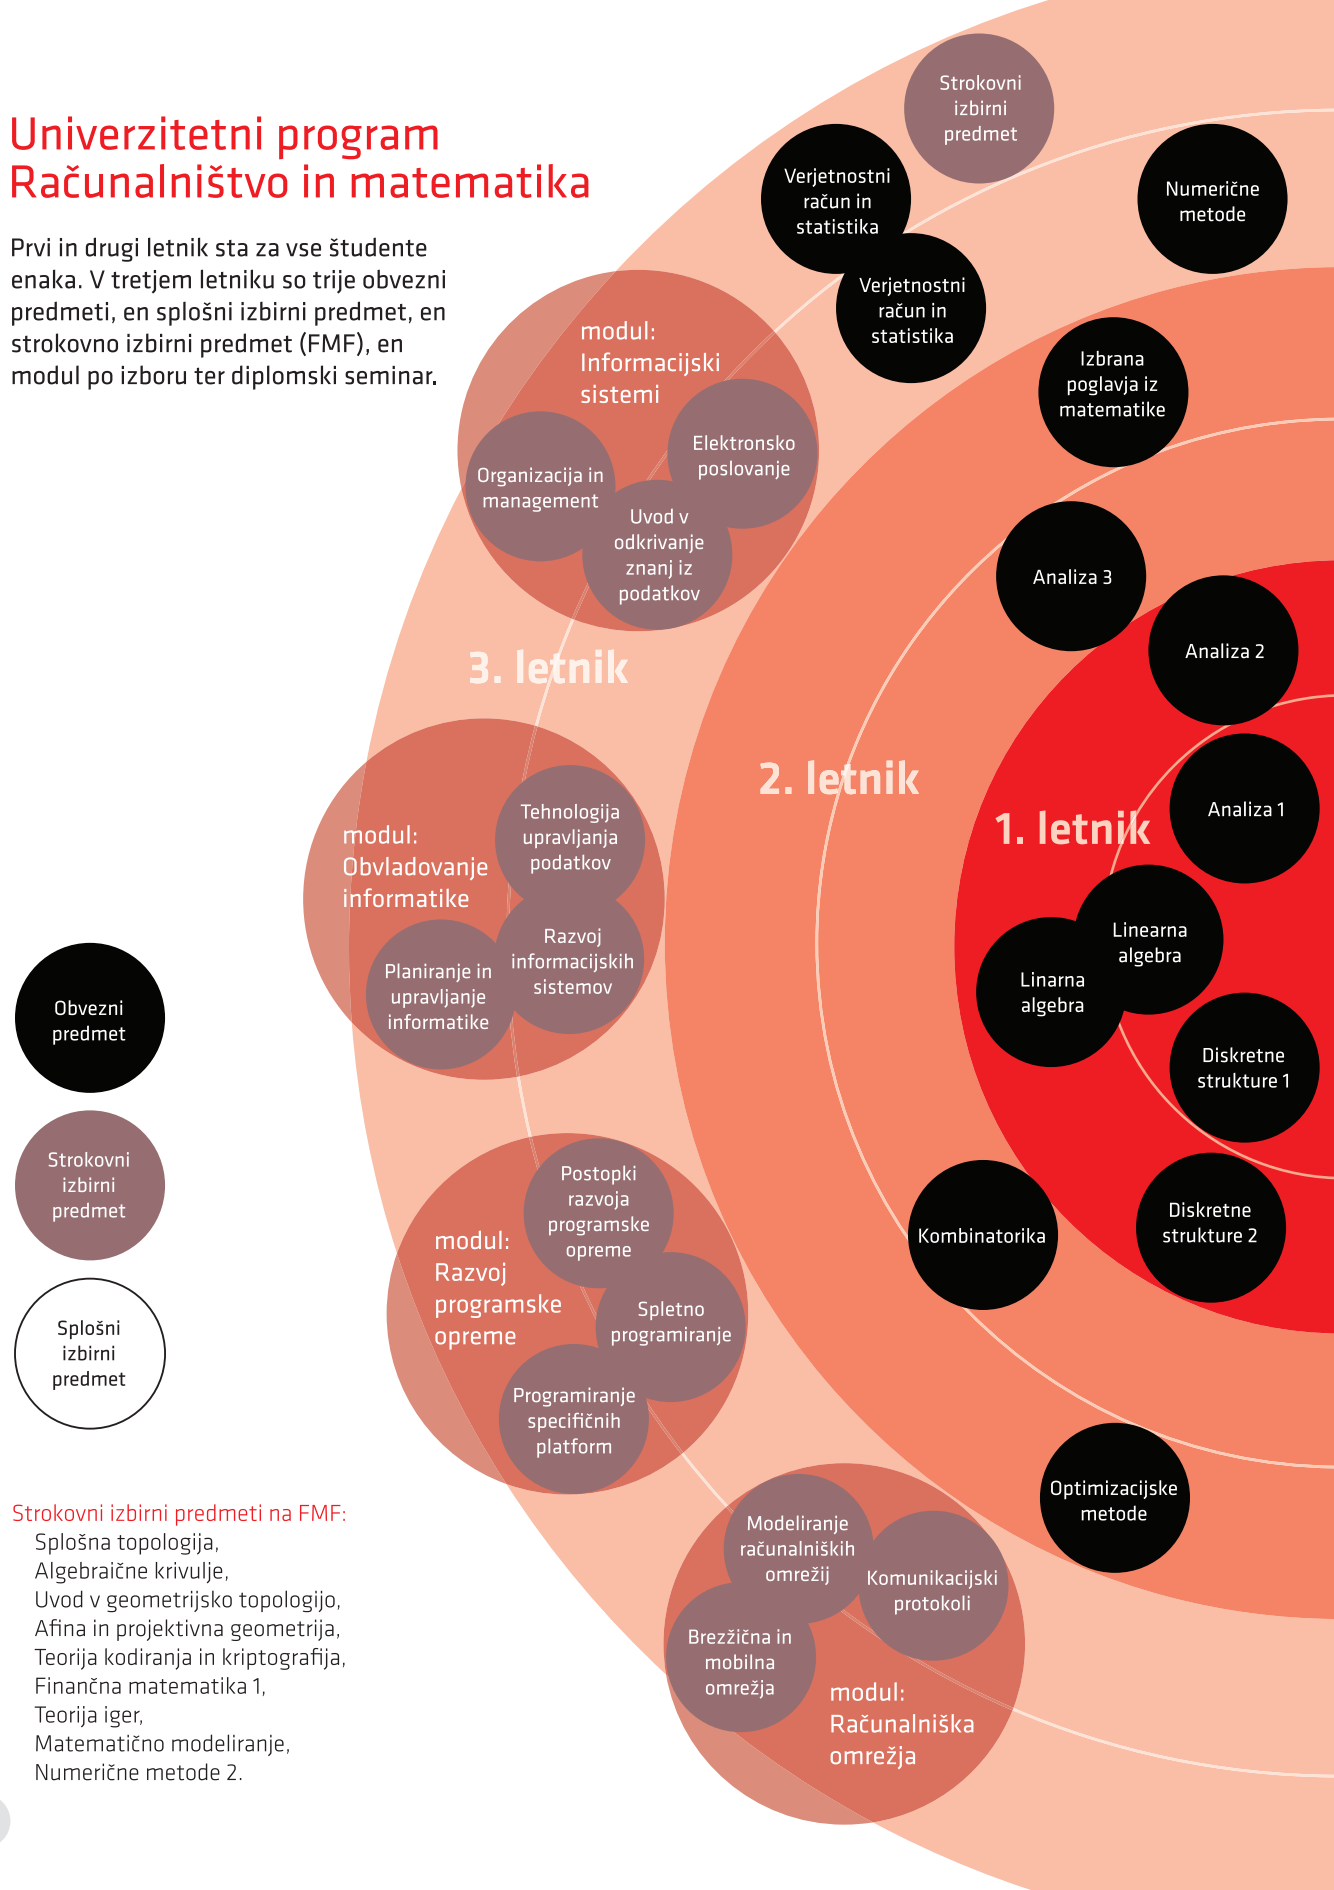 Univerzitetni program
Računalništvo in matematika
Prvi in drugi letnik sta za vse študente
enaka. V tretjem letniku so trije obvezni
predmeti, en splošni izbirni predmet, en
strokovno izbirni predmet (FMF), en
modul po izboru ter diplomski seminar.
Strokovni
izbirni
predmet
Verjetnostni
račun in
statistika
Verjetnostni
račun in
statistika
Numerične
metode
Izbrana
poglavja iz
matematike
modul:
Informacijski
sistemi
Organizacija in
management
Uvod v
odkrivanje
znanj iz
podatkov
Elektronsko
poslovanje
Analiza 3
Analiza 2
3. letnik
2. letnik
1. letnik
Analiza 1
modul:
Obvladovanje
informatike
Tehnologija
upravljanja
podatkov
Razvoj
informacijskih
sistemov
Planiranje in
upravljanje
informatike
Linearna
algebra
Linarna
algebra
Diskretne
strukture 1
Diskretne
strukture 2
Kombinatorika
Obvezni
predmet
Strokovni
izbirni
predmet
Splošni
izbirni
predmet
modul:
Razvoj
programske
opreme
Postopki
razvoja
programske
opreme
Spletno
programiranje
Programiranje
specifičnih
platform
Optimizacijske
metode
Modeliranje
računalniških
omrežij
Komunikacijski
protokoli
Brezžična in
mobilna
omrežja
modul:
Računalniška
omrežja
Strokovni izbirni predmeti na FMF:
Splošna topologija,
Algebraične krivulje,
Uvod v geometrijsko topologijo,
Afina in projektivna geometrija,
Teorija kodiranja in kriptografija,
Finančna matematika 1,
Teorija iger,
Matematično modeliranje,
Numerične metode 2.